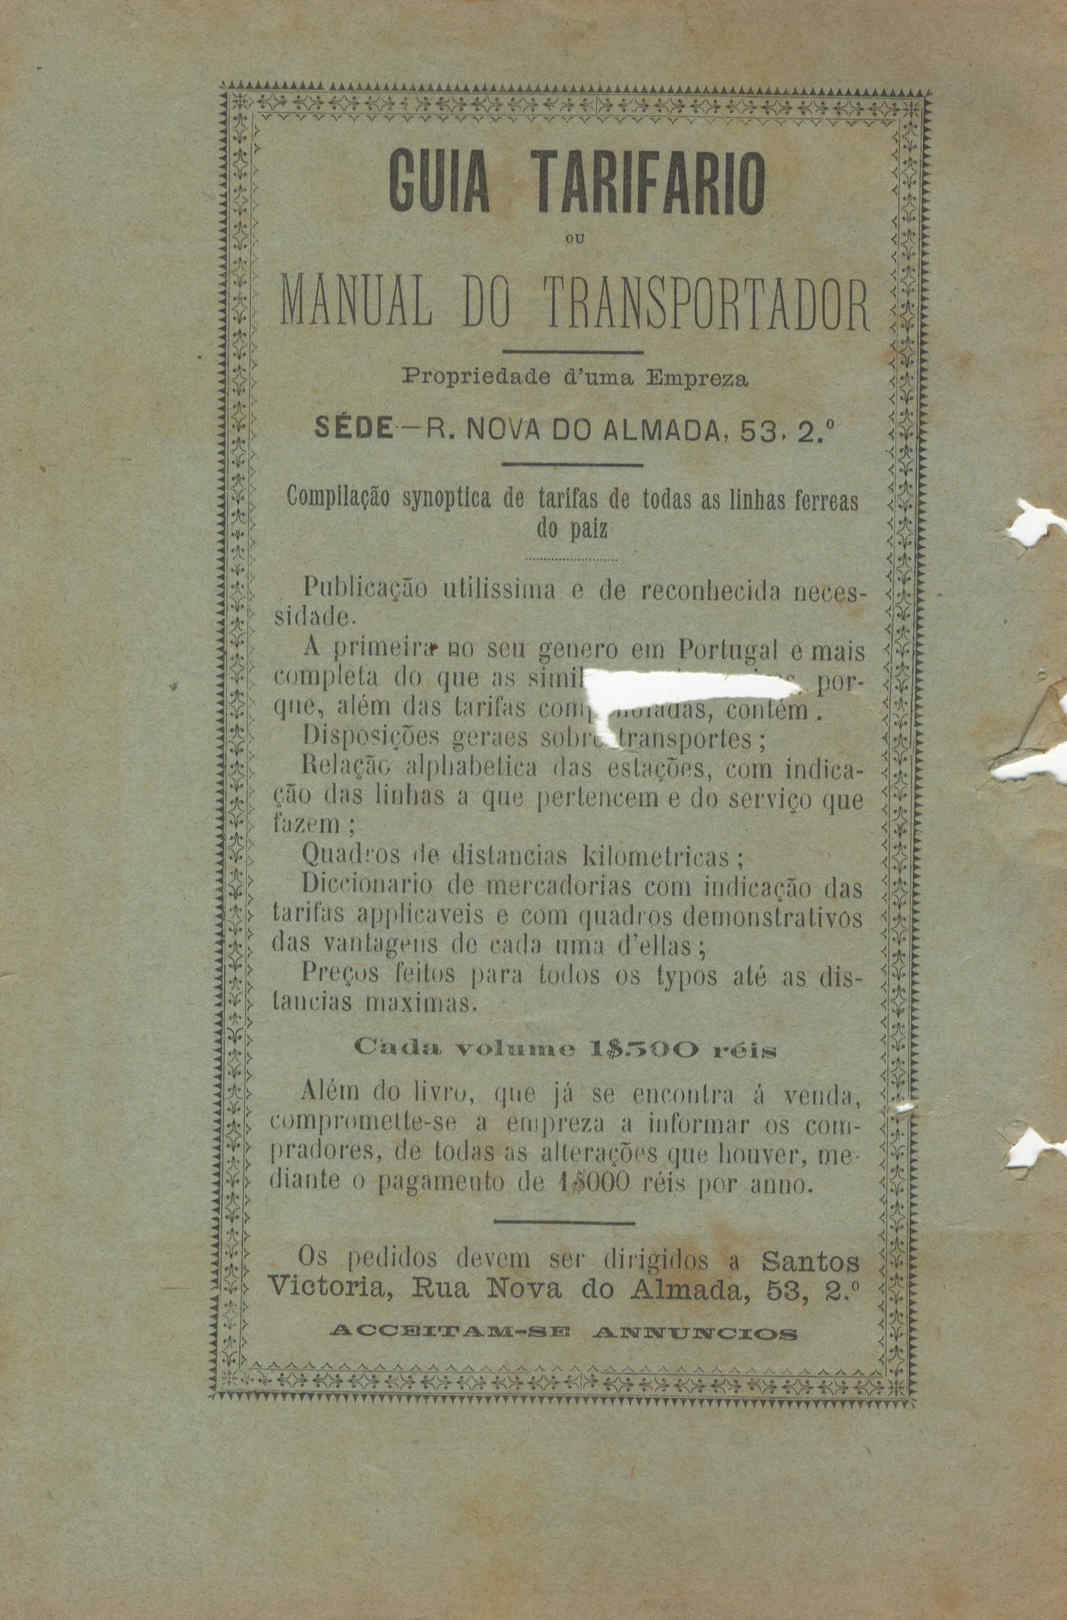 GUIA TARIFARIO
OU
MANUAL DO TRANSPORTADOR
Propriedade d'uma Empreza
SÉDE—R. NOVA DO ALMADA, 53, 2.º
Compilação synoptica de tarifas de todas as linhas ferreas
do paiz
Publicação utilissima e de reconhecida neces-
sidade.
A primeira no seu genero em Portugal e mais
completa do que as por-
que, além das tarifas contém.
Disposições geraes sobre transportes;
Relação alphabetica das estações, com indica-
ção das linhas a que pertencem e do serviço que
fazem;
Quadros de distancias kilometricas;
Diccionario de mercadorias com indicação das
tarifas applicaveis e com quadros demonstrativos
das vantagens de cada uma d'ellas;
Preços feitos para todos os typos até as dis-
tancias maximas.
Cada volume 1$500 réis
Além do livro, que já se encontra á venda,
compromette-se a empreza a informar os com-
pradores, de todas as alterações que houver, me-
diante o pagamento de 1$000 réis por anno.
Os pedidos devem ser dirigidos a Santos
Victoria, Rua Nova do Almada, 53, 2.º
ACCEITAM-SE ANNUNCIOS